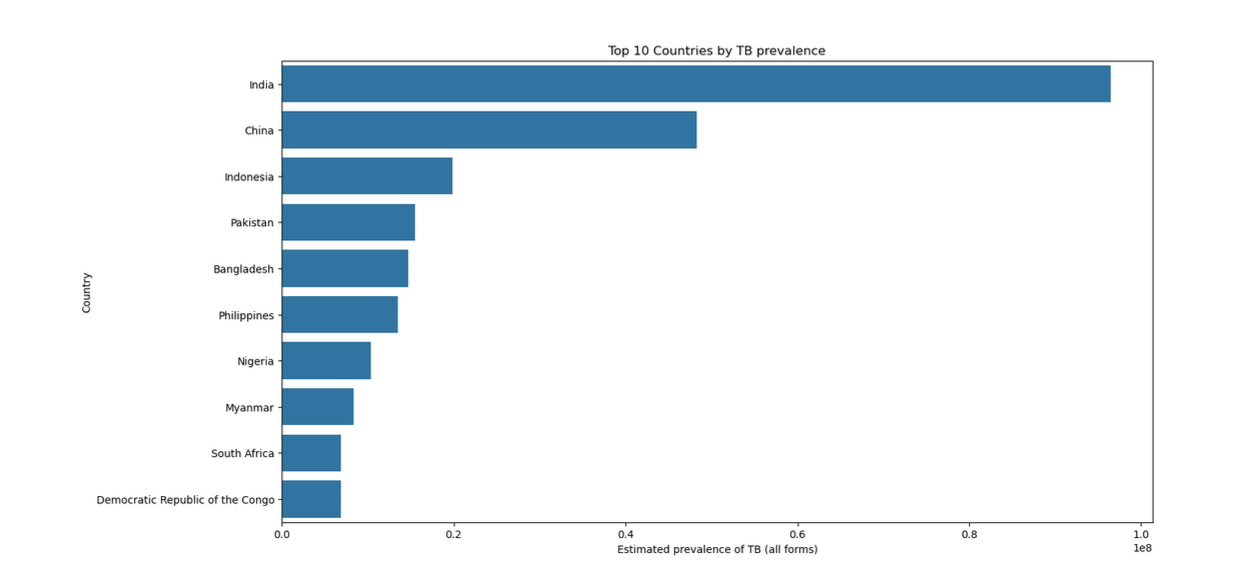 Top 10 Countries by TB prevalence
Country
India
China
Indonesia
Pakistan
Bangladesh
Philippines
Nigeria
Myanmar
South Africa
Democratic Republic of the Congo
0.0 0.2 0.4 0.6 0.8 1.0
1e8
Estimated prevalence of TB (all forms)